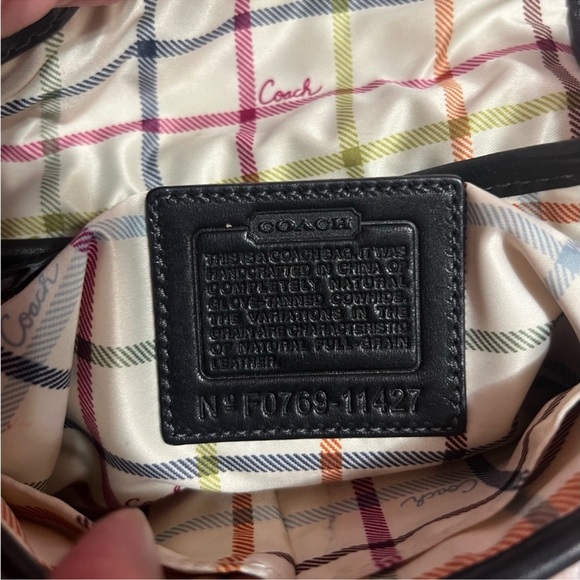 Coach
COACH
THIS IS A COACH BAG. IT WAS
HANDCRAFTED IN CHINA OF
COMPLETELY NATURAL
GLOVE-TANNED COWHIDE.
THE VARIATIONS IN THE
GRAIN ARE CHARACTERISTIC
OF NATURAL FULL-GRAIN
LEATHER.
Nº F0769-11427
Coach
Coach
Coach